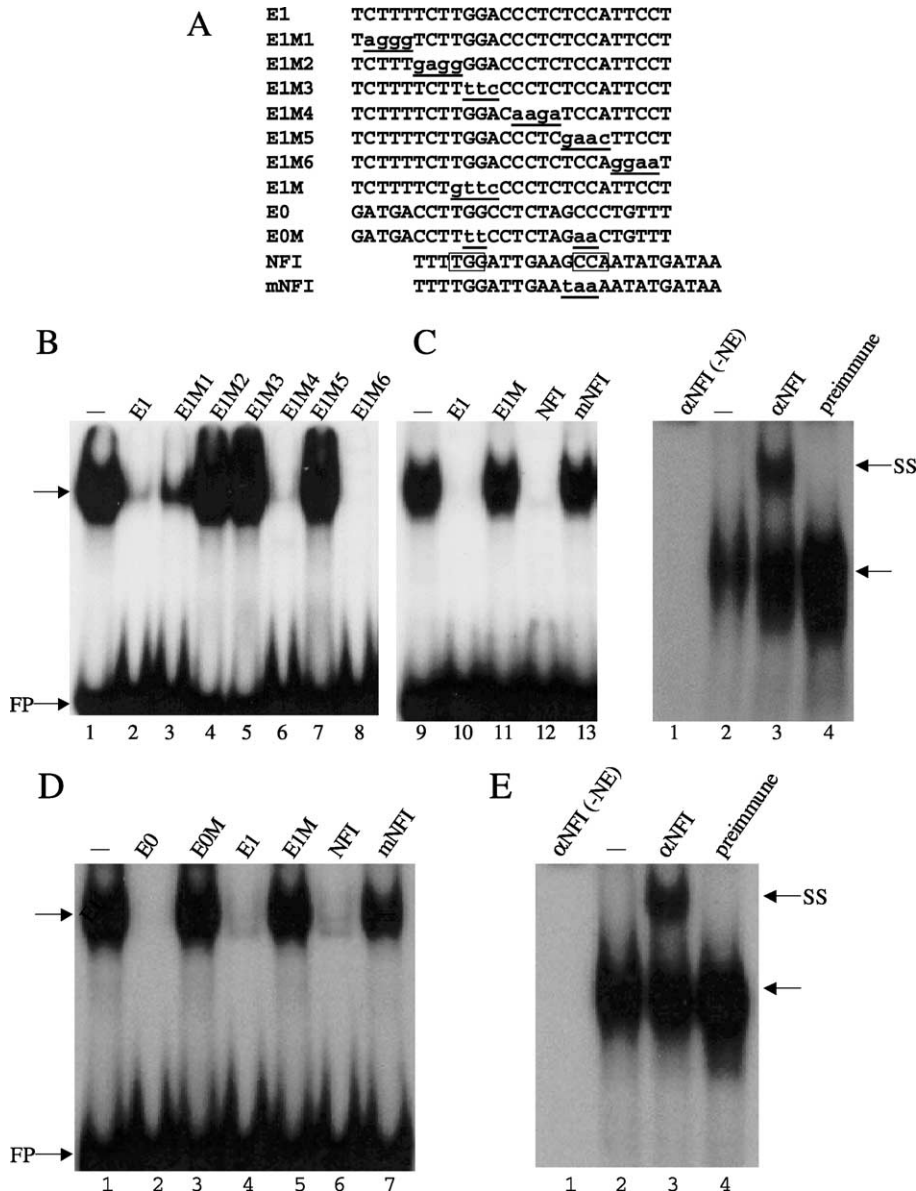 A
E1 TCTTTTCTTGGACCCTCTCCATTCCT
E1M1 TagggTCTTGGACCCTCTCCATTCCT
E1M2 TCTTTgaggGGACCCTCTCCATTCCT
E1M3 TCTTTTCTTttcCCCTCTCCATTCCT
E1M4 TCTTTTCTTGGACaagaTCCATTCCT
E1M5 TCTTTTCTTGGACCCTCgaacTTCCT
E1M6 TCTTTTCTTGGACCCTCTCCAggaaT
E1M TCTTTTCTgttcCCCTCTCCATTCCT
E0 GATGACCTTGGCCTCTAGCCCTGTTT
E0M GATGACCTTttCCTCTAGaaCTGTTT
NFI TTTTGGATTGAAGCCAATATGATAA
mNFI TTTTGGATTGAAtaaAATATGATAA
B
— E1 E1M1 E1M2 E1M3 E1M4 E1M5 E1M6
FP
1 2 3 4 5 6 7 8
C
— E1 E1M NFI mNFI
9 10 11 12 13
αNFI (-NE) — αNFI preimmune
SS
1 2 3 4
D
— E0 E0M E1 E1M NFI mNFI
FP
1 2 3 4 5 6 7
E
αNFI (-NE) — αNFI preimmune
SS
1 2 3 4